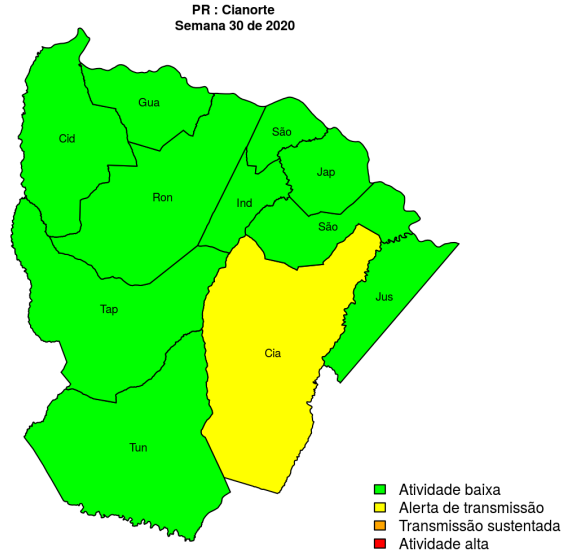 PR : Cianorte
Semana 30 de 2020
Gua
São
Cid
Jap
Ron
Ind
São
Jus
Tap
Cia
Tun
Atividade baixa
Alerta de transmissão
Transmissão sustentada
Atividade alta